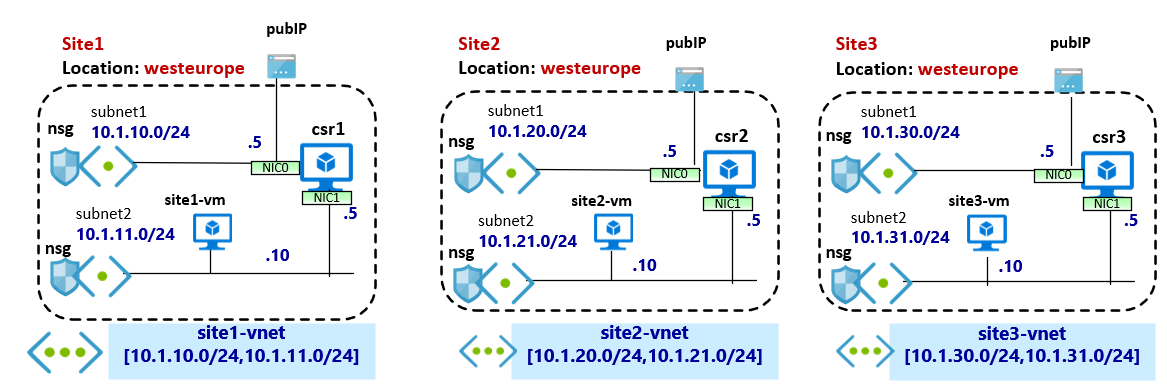 Site1
Location: westeurope
pubIP
subnet1
10.1.10.0/24
nsg
.5
csr1
NIC0
NIC1
.5
subnet2
10.1.11.0/24
nsg
site1-vm
.10
site1-vnet
[10.1.10.0/24,10.1.11.0/24]
Site2
Location: westeurope
pubIP
subnet1
10.1.20.0/24
nsg
.5
csr2
NIC0
NIC1
.5
subnet2
10.1.21.0/24
nsg
site2-vm
.10
site2-vnet
[10.1.20.0/24,10.1.21.0/24]
Site3
Location: westeurope
pubIP
subnet1
10.1.30.0/24
nsg
.5
csr3
NIC0
NIC1
.5
subnet2
10.1.31.0/24
nsg
site3-vm
.10
site3-vnet
[10.1.30.0/24,10.1.31.0/24]